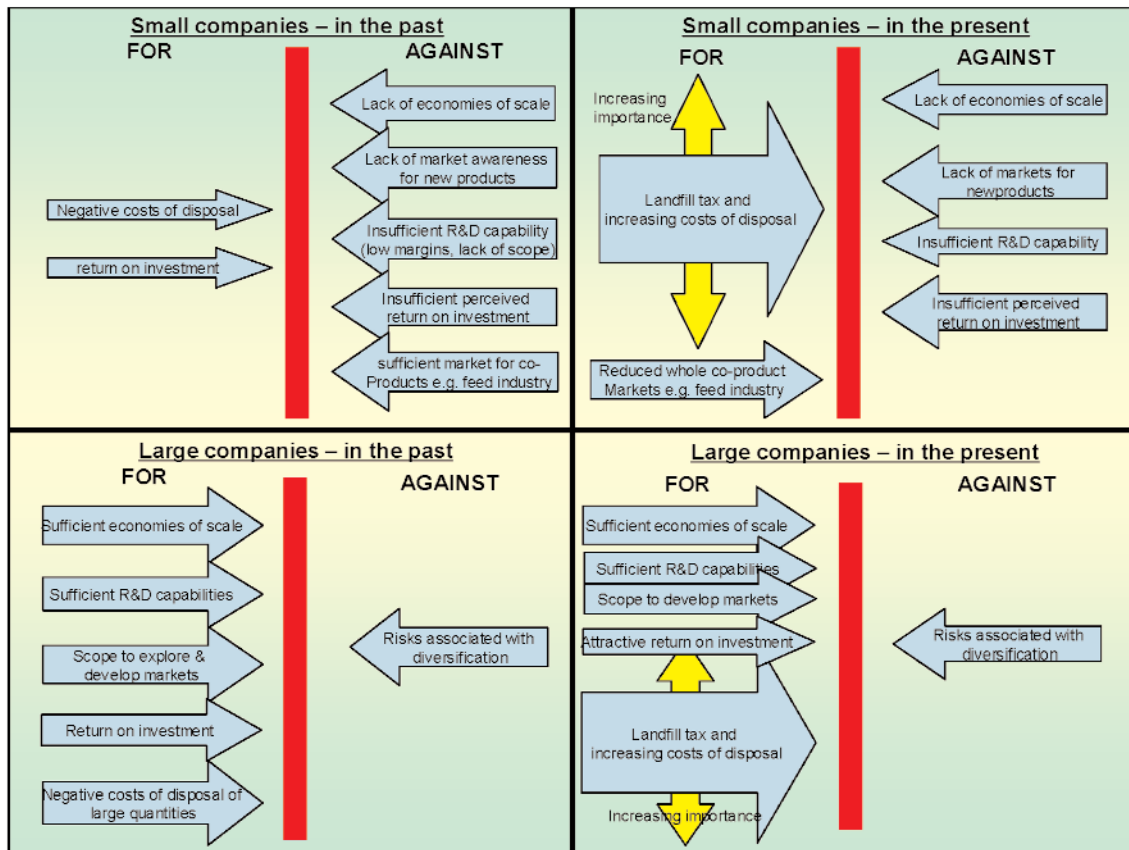 Small companies – in the past
FOR
AGAINST
Lack of economies of scale
Lack of market awareness
for new products
Negative costs of disposal
Insufficient R&D capability
(low margins, lack of scope)
return on investment
Insufficient perceived
return on investment
sufficient market for co-
Products e.g. feed industry
Small companies – in the present
FOR
AGAINST
Increasing
importance
Lack of economies of scale
Landfill tax and
increasing costs of disposal
Lack of markets for
newproducts
Insufficient R&D capability
Insufficient perceived
return on investment
Reduced whole co-product
Markets e.g. feed industry
Large companies – in the past
FOR
AGAINST
Sufficient economies of scale
Sufficient R&D capabilities
Scope to explore &
develop markets
Risks associated with
diversification
Return on investment
Negative costs of disposal of
large quantities
Large companies – in the present
FOR
AGAINST
Sufficient economies of scale
Sufficient R&D capabilities
Scope to develop markets
Attractive return on investment
Risks associated with
diversification
Landfill tax and
increasing costs of disposal
Increasing importance